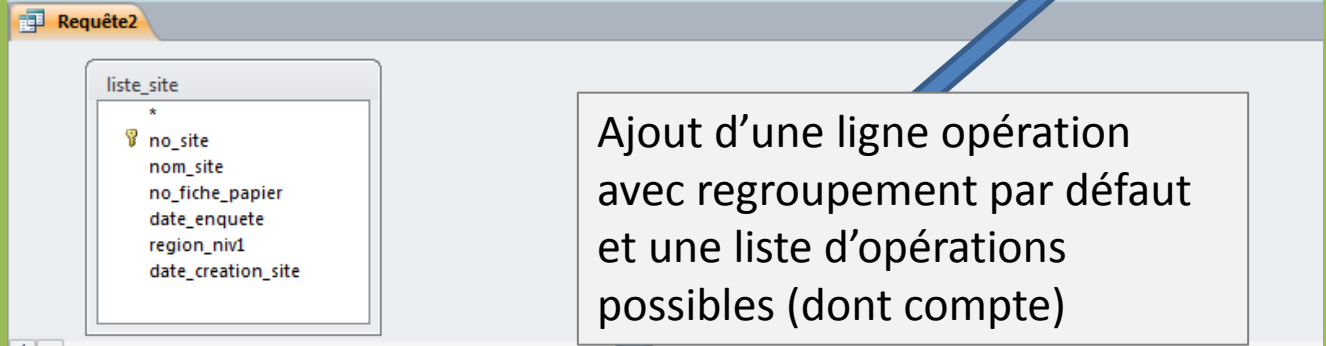 Requête2
liste_site
*
no_site
nom_site
no_fiche_papier
date_enquete
region_niv1
date_creation_site
Ajout d’une ligne opération
avec regroupement par défaut
et une liste d’opérations
possibles (dont compte)